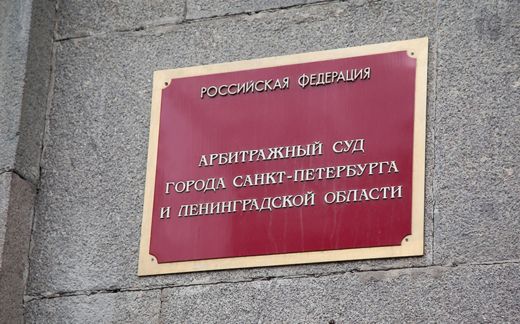 РОССИЙСКАЯ ФЕДЕРАЦИЯ
АРБИТРАЖНЫЙ СУД
ГОРОДА САНКТ-ПЕТЕРБУРГА
И ЛЕНИНГРАДСКОЙ ОБЛАСТИ